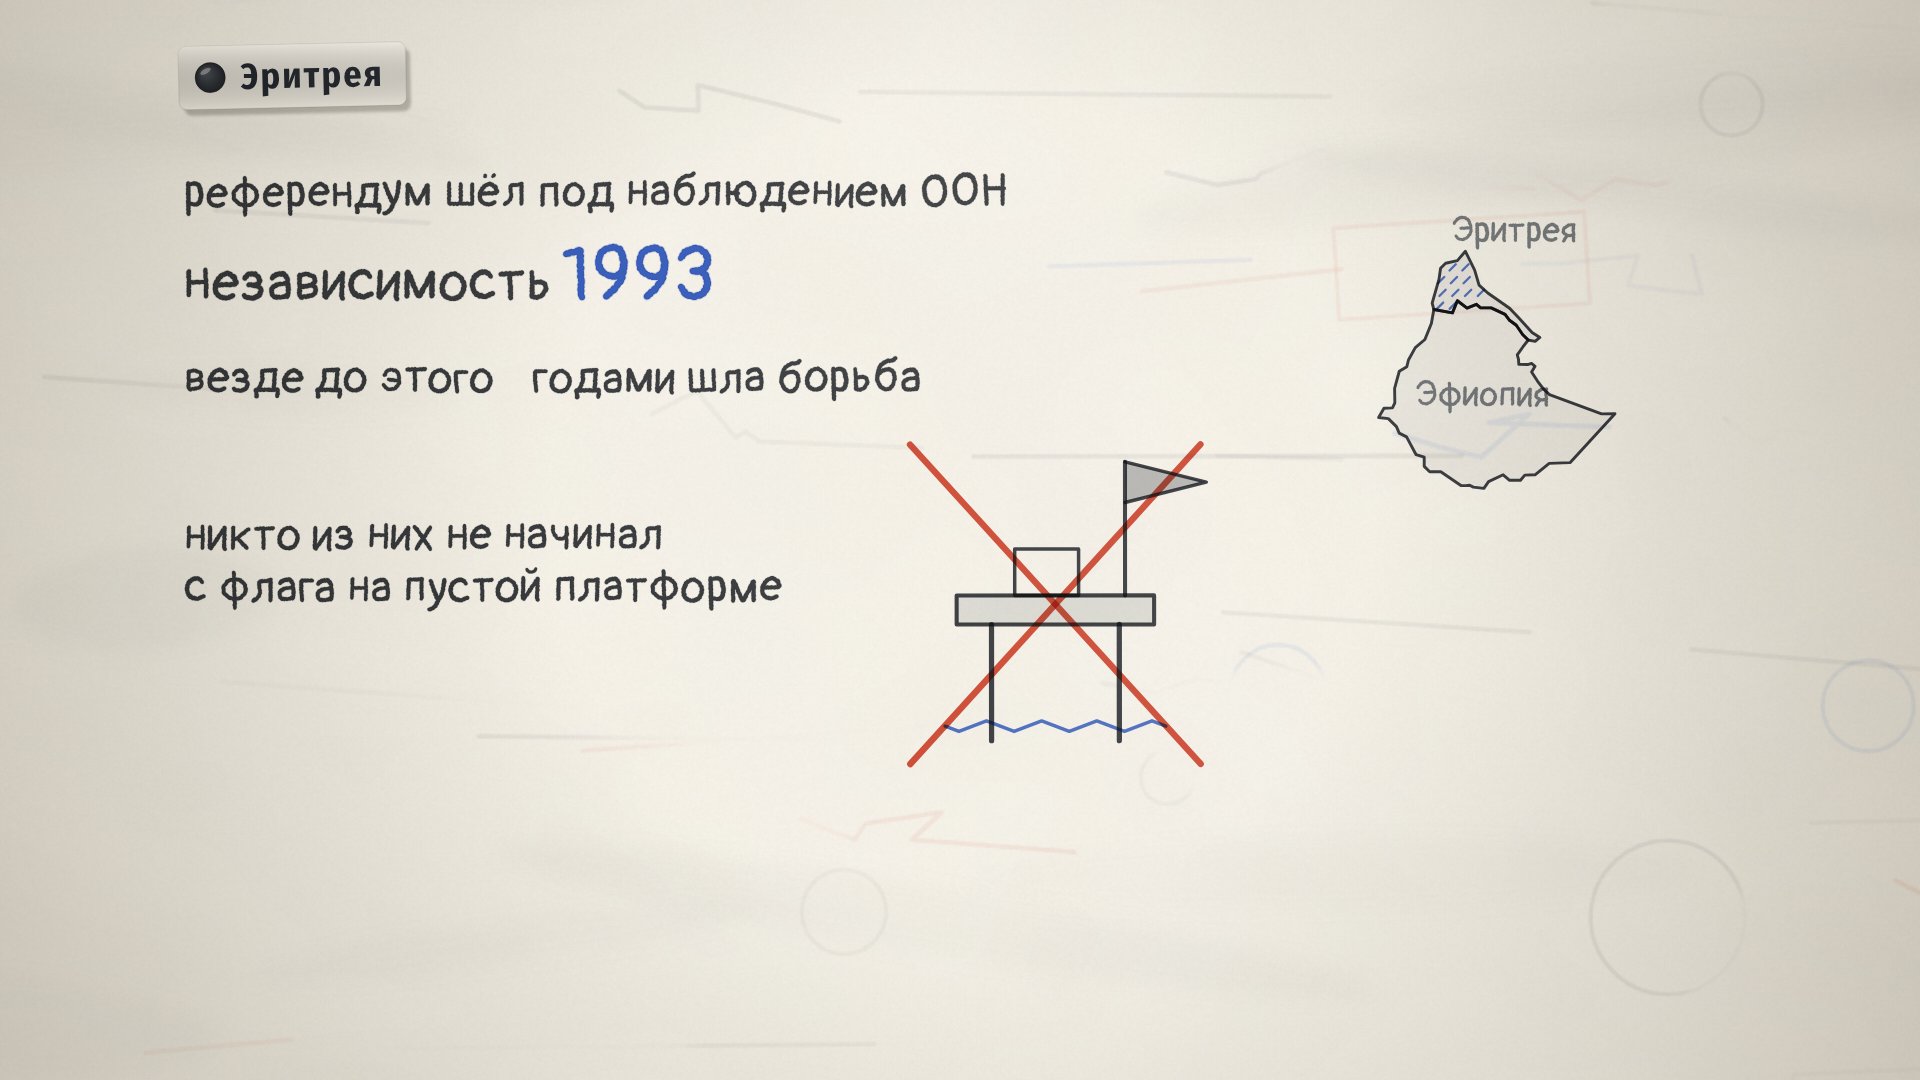 Эритрея
референдум шёл под наблюдением ООН
независимость 1993
везде до этого годами шла борьба
никто из них не начинал
с флага на пустой платформе
Эритрея
Эфиопия